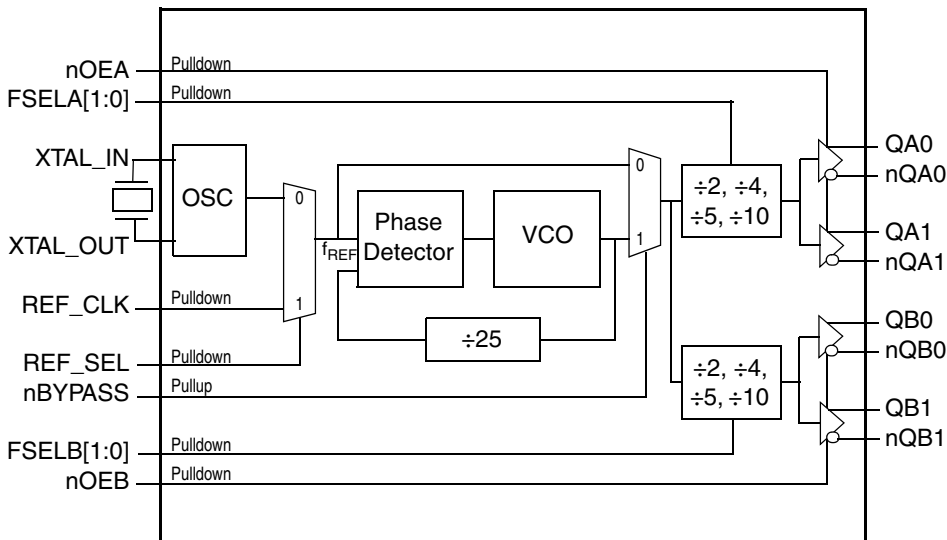 nOEA
Pulldown
FSELA[1:0]
Pulldown
XTAL_IN
OSC
XTAL_OUT
0
1
fREF
Phase
Detector
VCO
÷25
0
1
÷2, ÷4,
÷5, ÷10
QA0
nQA0
QA1
nQA1
REF_CLK
Pulldown
REF_SEL
Pulldown
nBYPASS
Pullup
÷2, ÷4,
÷5, ÷10
QB0
nQB0
QB1
nQB1
FSELB[1:0]
Pulldown
nOEB
Pulldown